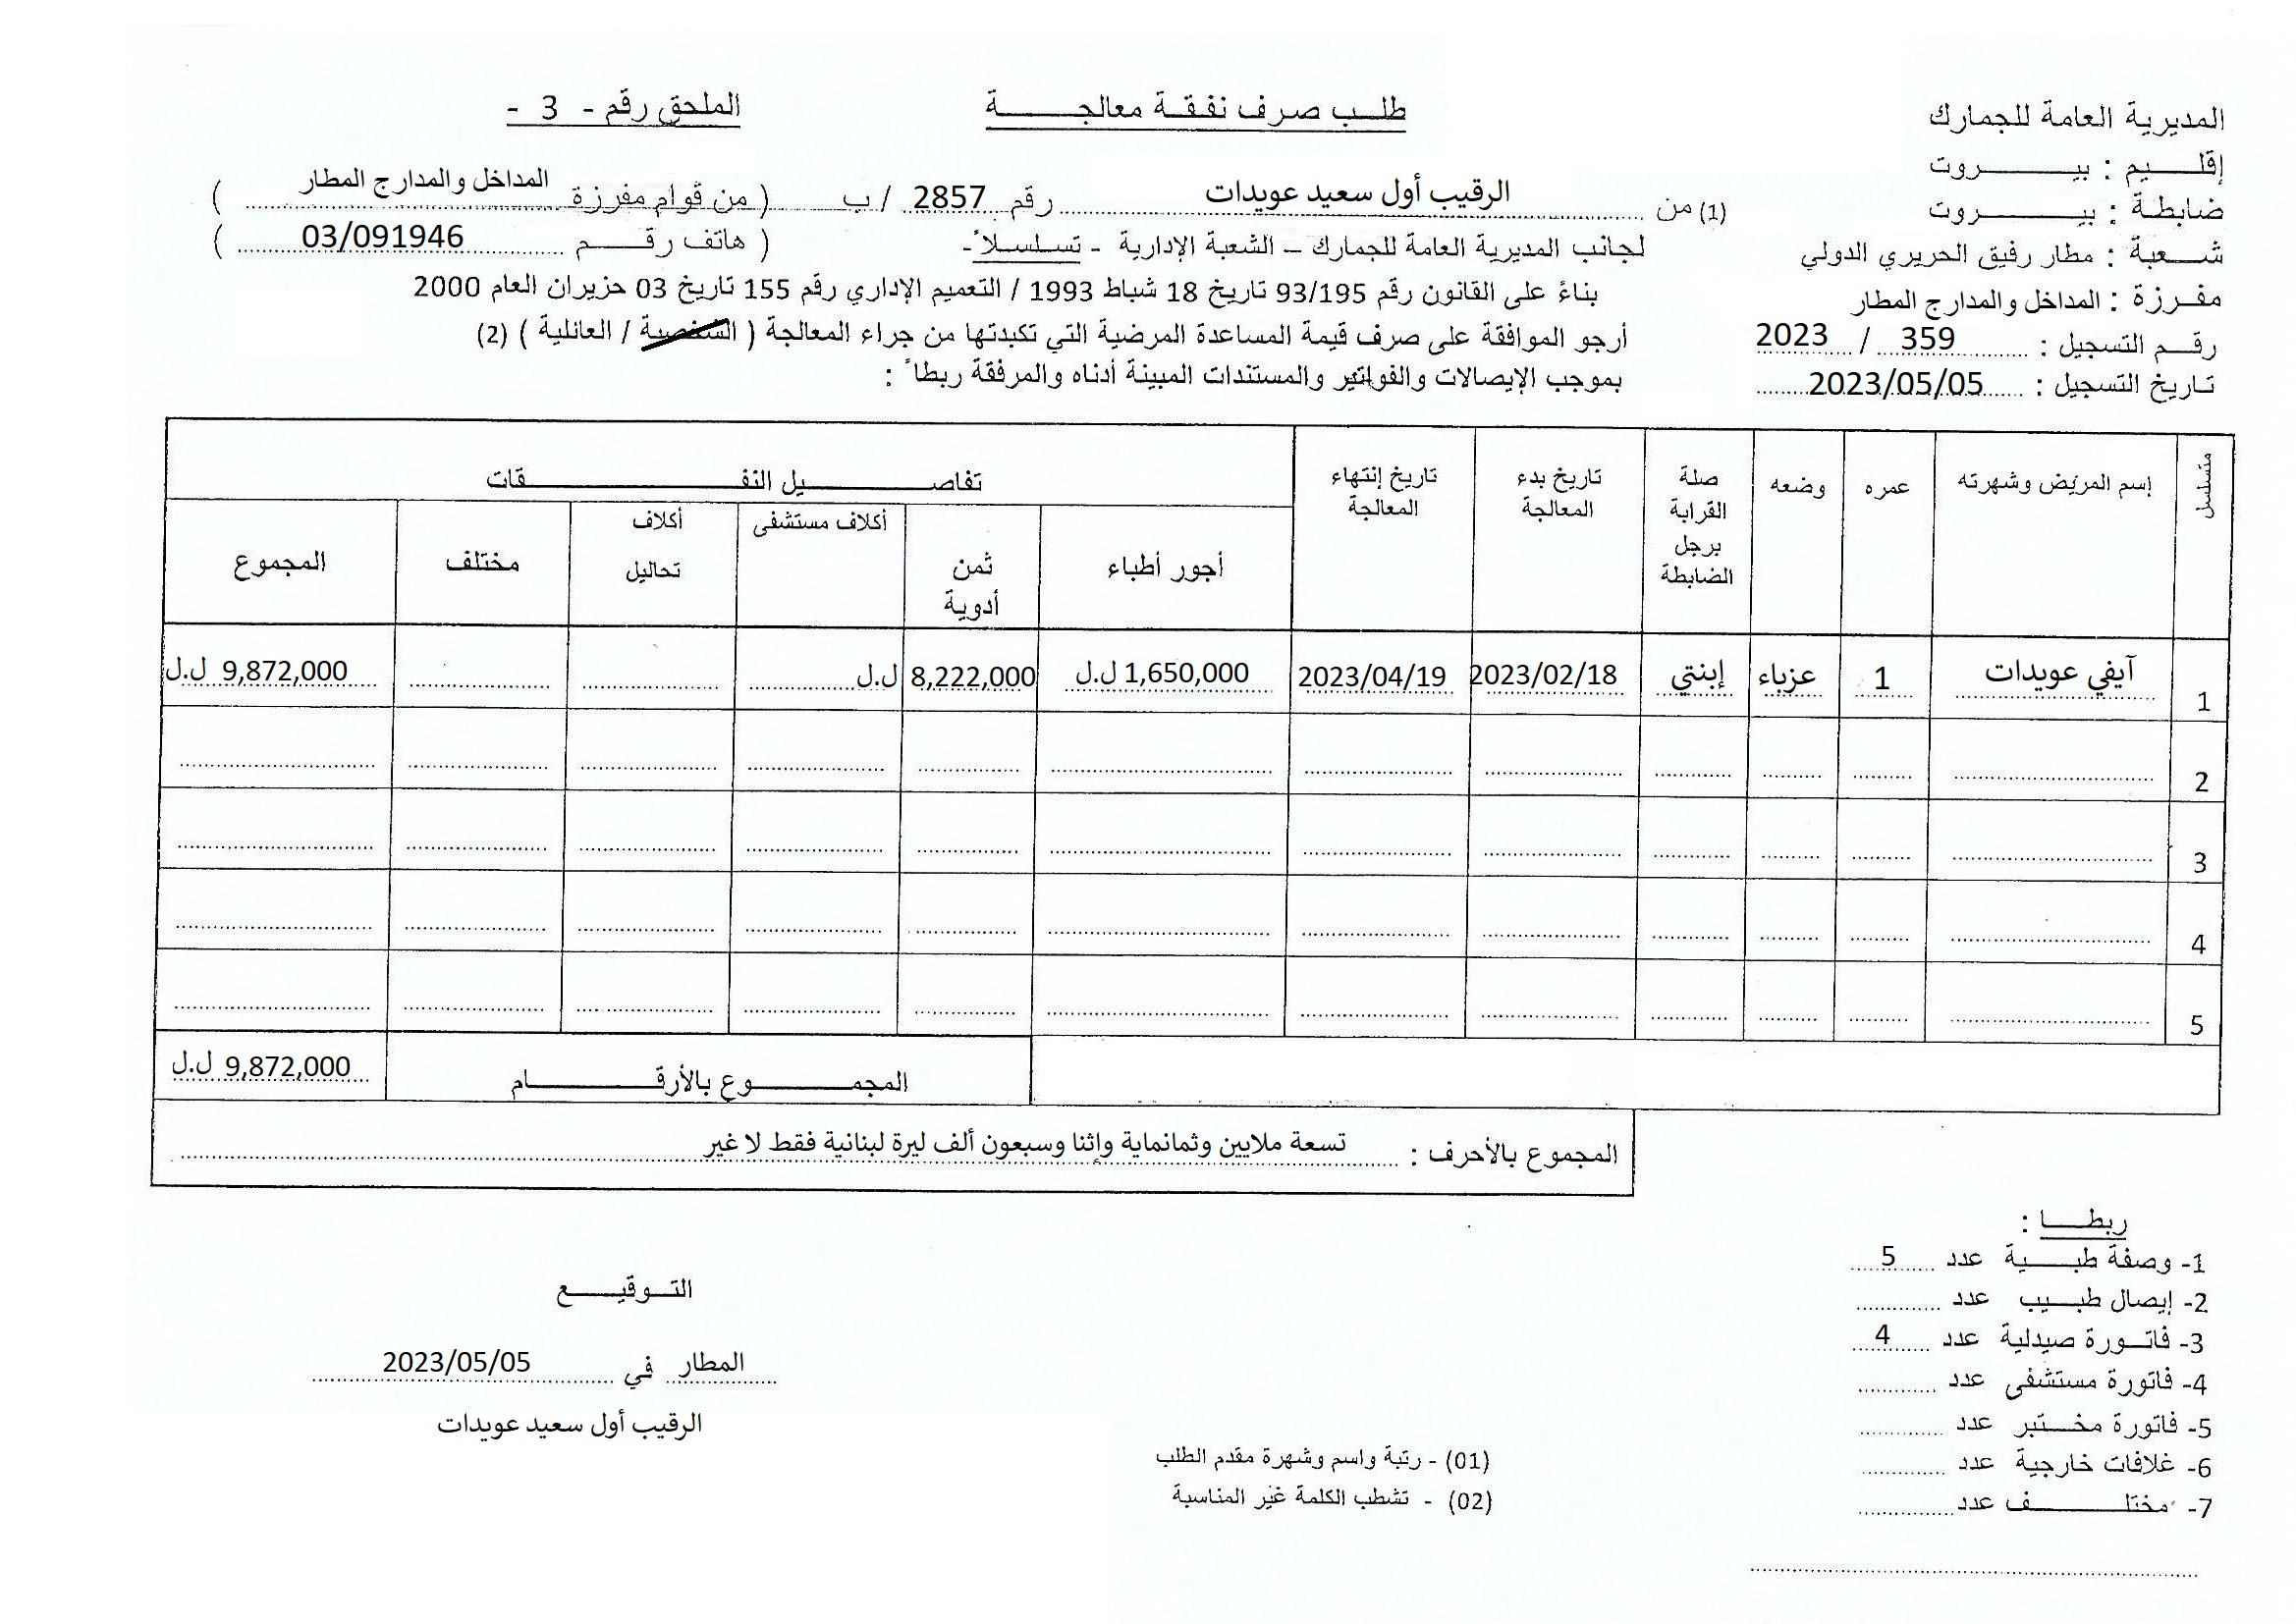 المديرية العامة للجمارك
طلب صرف نفقة معالجة
الملحق رقم - 3 -
إقليم : بيروت
ضابطة : بيروت
شعبة : مطار رفيق الحريري الدولي
مفرزة : المداخل والمدارج المطار
رقم التسجيل : 359 / 2023
تاريخ التسجيل : 2023/05/05
(1) من الرقيب أول سعيد عويدات رقم 2857 / ب ( من قوام مفرزة المداخل والمدارج المطار )
لجانب المديرية العامة للجمارك – الشعبة الإدارية - تسلسلاً - ( هاتف رقم 03/091946 )
بناءً على القانون رقم 93/195 تاريخ 18 شباط 1993 / التعميم الإداري رقم 155 تاريخ 03 حزيران العام 2000
أرجو الموافقة على صرف قيمة المساعدة المرضية التي تكبدتها من جراء المعالجة ( الشخصية / العائلية ) (2)
بموجب الإيصالات والفواتير والمستندات المبينة أدناه والمرفقة ربطاً :
متسلسل
إسم المريض وشهرته
عمره
وضعه
صلة القرابة برجل الضابطة
تاريخ بدء المعالجة
تاريخ إنتهاء المعالجة
تفاصيل النفقات
أجور أطباء
ثمن أدوية
أكلاف مستشفى
أكلاف تحاليل
مختلف
المجموع
1 آيفي عويدات 1 عزباء إبنتي 2023/02/18 2023/04/19 1,650,000 ل.ل 8,222,000 ل.ل 9,872,000 ل.ل
2
3
4
5
المجموع بالأرقام 9,872,000 ل.ل
المجموع بالأحرف : تسعة ملايين وثمانماية وإثنا وسبعون ألف ليرة لبنانية فقط لا غير
ربطا :
1- وصفة طبية عدد 5
2- إيصال طبيب عدد
3- فاتورة صيدلية عدد 4
4- فاتورة مستشفى عدد
5- فاتورة مختبر عدد
6- غلافات خارجية عدد
7- مختلف عدد
التوقيع
المطار في 2023/05/05
الرقيب أول سعيد عويدات
(01) - رتبة واسم وشهرة مقدم الطلب
(02) - تشطب الكلمة غير المناسبة